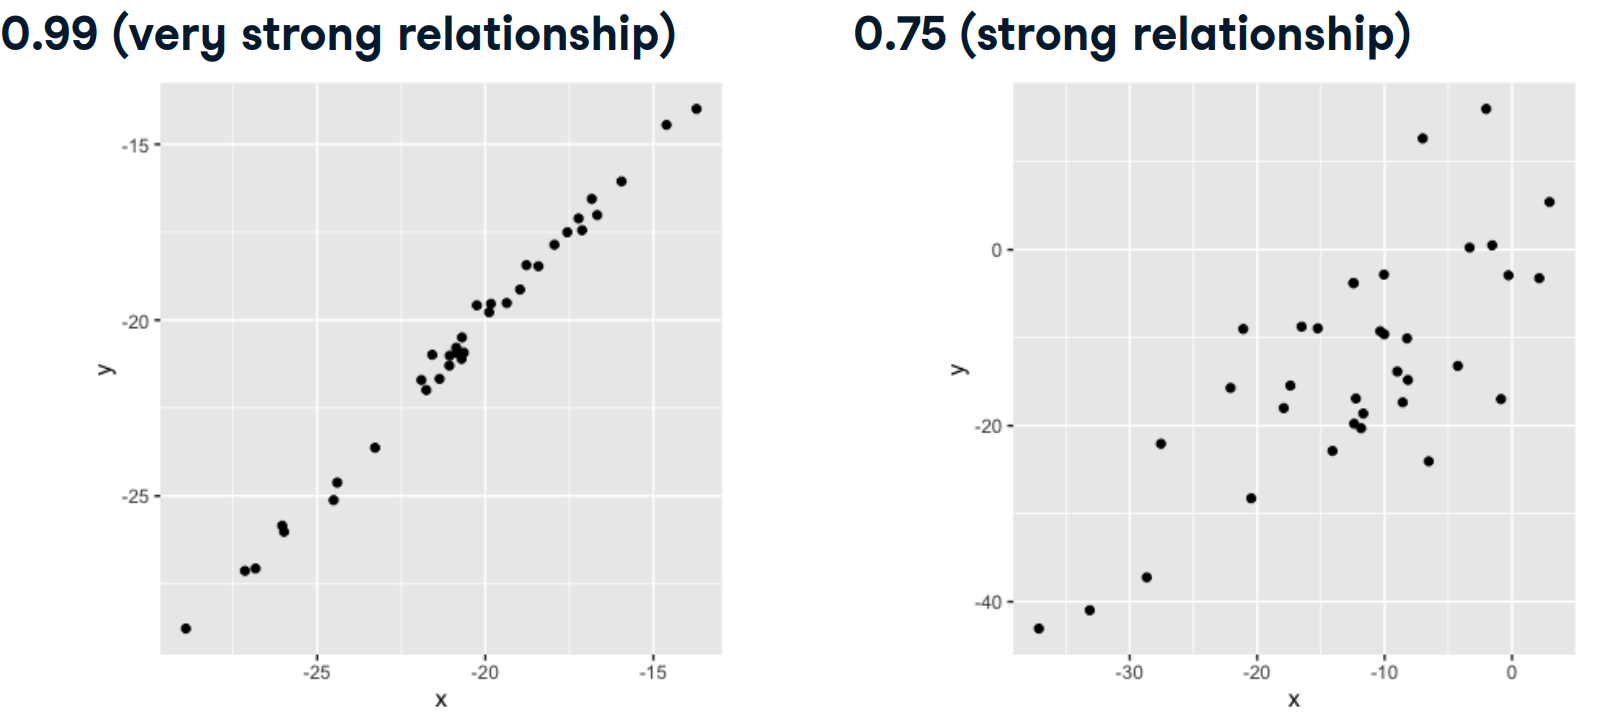 0.99 (very strong relationship)
-15
-20
-25
y
-25 -20 -15
x
0.75 (strong relationship)
0
-20
-40
y
-30 -20 -10 0
x